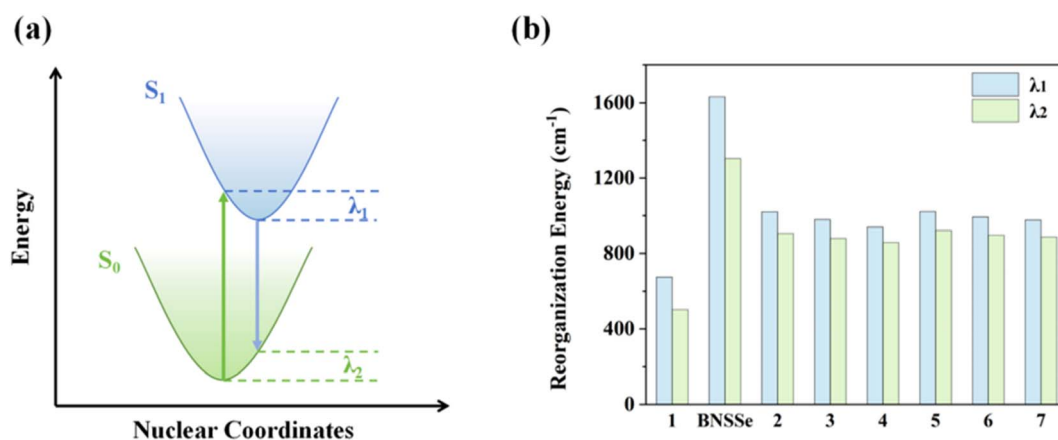 (a)
S₁
λ₁
S₀
λ₂
Energy
Nuclear Coordinates
(b)
λ1
λ2
Reorganization Energy (cm⁻¹)
1600
1200
800
400
0
1 BNSSe 2 3 4 5 6 7